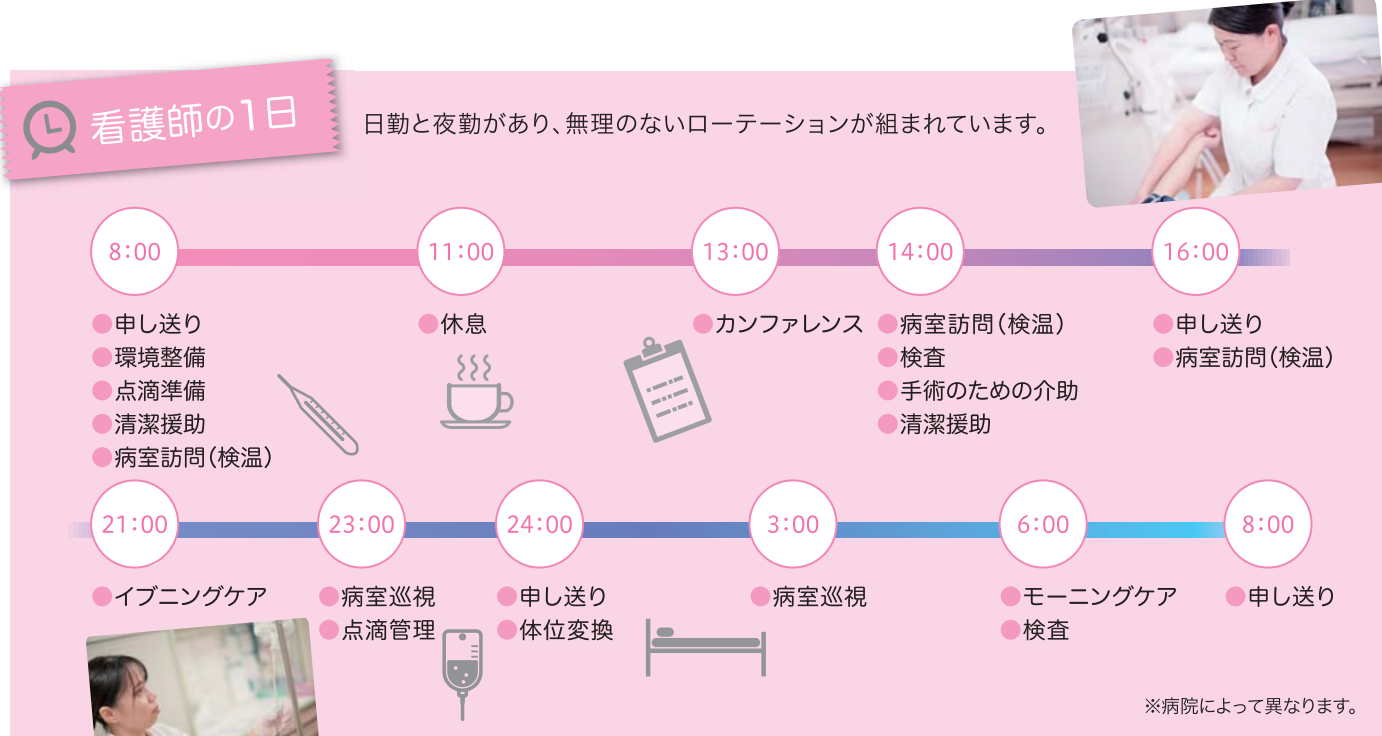 看護師の1日
日勤と夜勤があり、無理のないローテーションが組まれています。
8:00
11:00
13:00
14:00
16:00
●申し送り
●環境整備
●点滴準備
●清潔援助
●病室訪問(検温)
●休息
●カンファレンス
●病室訪問(検温)
●検査
●手術のための介助
●清潔援助
●申し送り
●病室訪問(検温)
21:00
23:00
24:00
3:00
6:00
8:00
●イブニングケア
●病室巡視
●点滴管理
●申し送り
●体位変換
●病室巡視
●モーニングケア
●検査
●申し送り
※病院によって異なります。